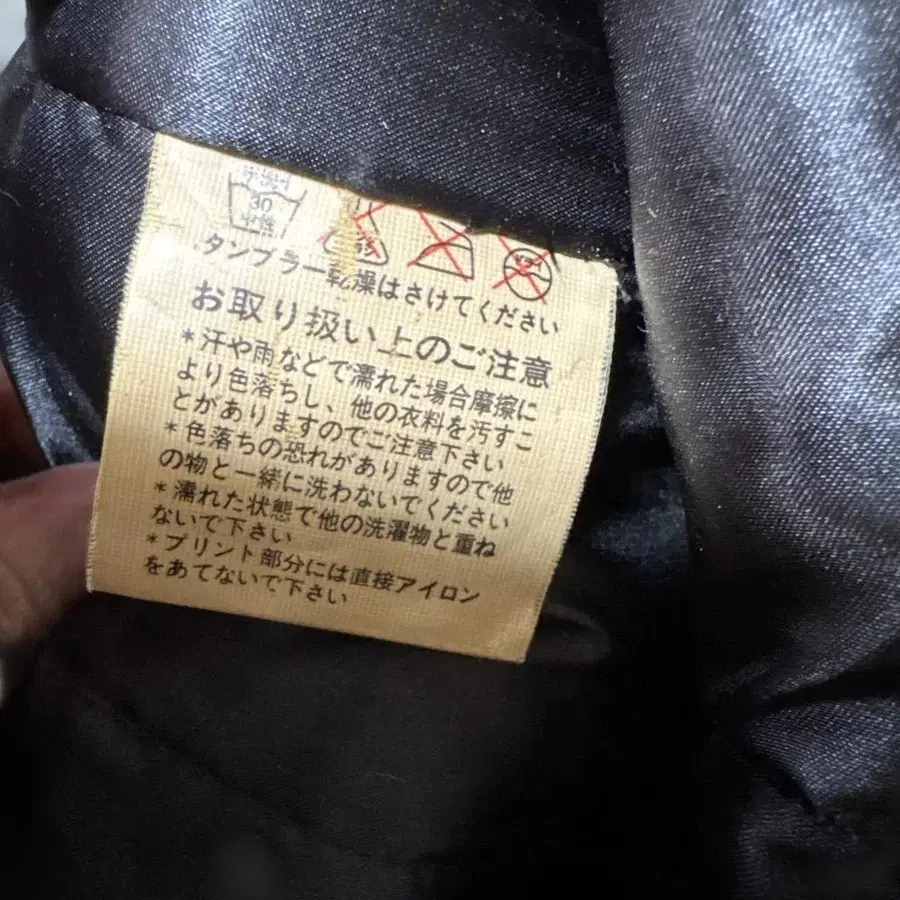 手洗イ
30
中性
タンブラー乾燥はさけてください
お取り扱い上のご注意
*汗や雨などで濡れた場合摩擦に
より色落ちし、他の衣料を汚すこ
とがありますのでご注意下さい
*色落ちの恐れがありますので他
の物と一緒に洗わないでください
*濡れた状態で他の洗濯物と重ね
ないで下さい
*プリント部分には直接アイロン
をあてないで下さい